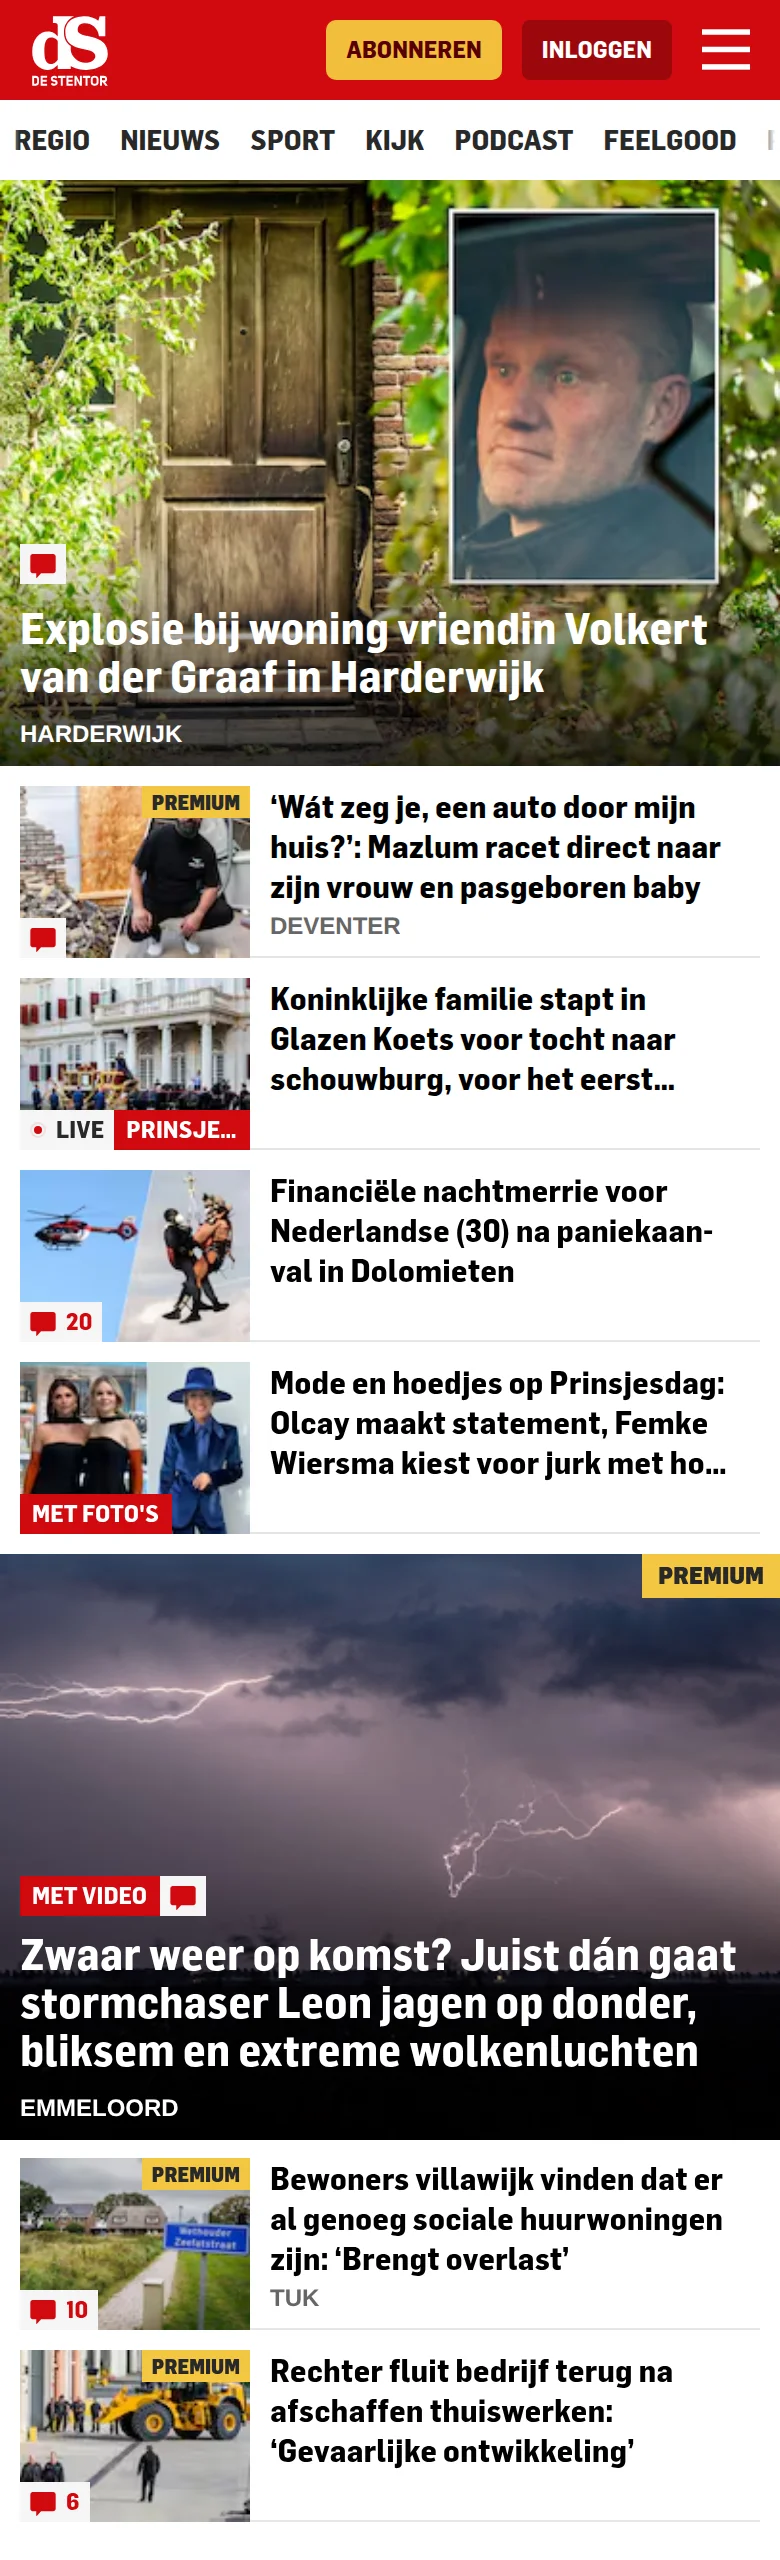 dS
DE STENTOR
ABONNEREN
INLOGGEN
REGIO NIEUWS SPORT KIJK PODCAST FEELGOOD
Explosie bij woning vriendin Volkert
van der Graaf in Harderwijk
HARDERWIJK
PREMIUM
‘Wát zeg je, een auto door mijn
huis?’: Mazlum racet direct naar
zijn vrouw en pasgeboren baby
DEVENTER
Koninklijke familie stapt in
Glazen Koets voor tocht naar
schouwburg, voor het eerst...
LIVE PRINSJE...
Financiële nachtmerrie voor
Nederlandse (30) na paniekaan-
val in Dolomieten
20
Mode en hoedjes op Prinsjesdag:
Olcay maakt statement, Femke
Wiersma kiest voor jurk met ho...
MET FOTO'S
PREMIUM
MET VIDEO
Zwaar weer op komst? Juist dán gaat
stormchaser Leon jagen op donder,
bliksem en extreme wolkenluchten
EMMELOORD
PREMIUM
Wethouder
Zeefatstraat
Bewoners villawijk vinden dat er
al genoeg sociale huurwoningen
zijn: ‘Brengt overlast’
TUK
10
PREMIUM
Rechter fluit bedrijf terug na
afschaffen thuiswerken:
‘Gevaarlijke ontwikkeling’
6